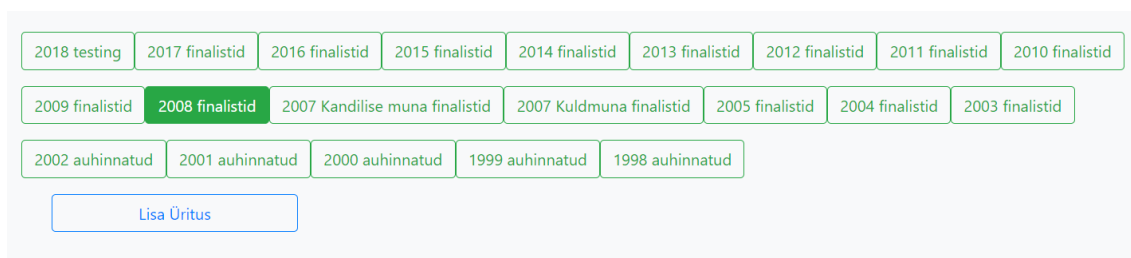 2018 testing 2017 finalistid 2016 finalistid 2015 finalistid 2014 finalistid 2013 finalistid 2012 finalistid 2011 finalistid 2010 finalistid
2009 finalistid 2008 finalistid 2007 Kandilise muna finalistid 2007 Kuldmuna finalistid 2005 finalistid 2004 finalistid 2003 finalistid
2002 auhinnatud 2001 auhinnatud 2000 auhinnatud 1999 auhinnatud 1998 auhinnatud
Lisa Üritus